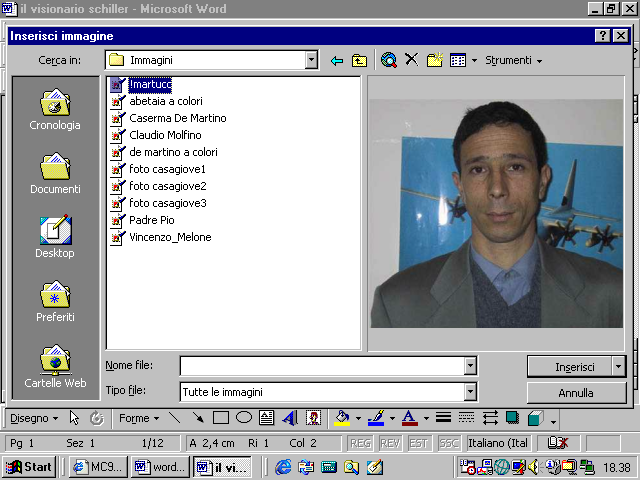 il visionario schiller - Microsoft Word
Inserisci immagine
Cerca in:
Immagini
Strumenti
Cronologia
Documenti
Desktop
Preferiti
Cartelle Web
!martucc
abetaia a colori
Caserma De Martino
Claudio Molfino
de martino a colori
foto casagiove1
foto casagiove2
foto casagiove3
Padre Pio
Vincenzo_Melone
Nome file:
Inserisci
Tipo file:
Tutte le immagini
Annulla
Disegno
Forme
Pg 1 Sez 1 1/12 A 2,4 cm Ri 1 Col 2 REG REV EST SSC Italiano (Ital
Start MC9... word... il vi... 18.38